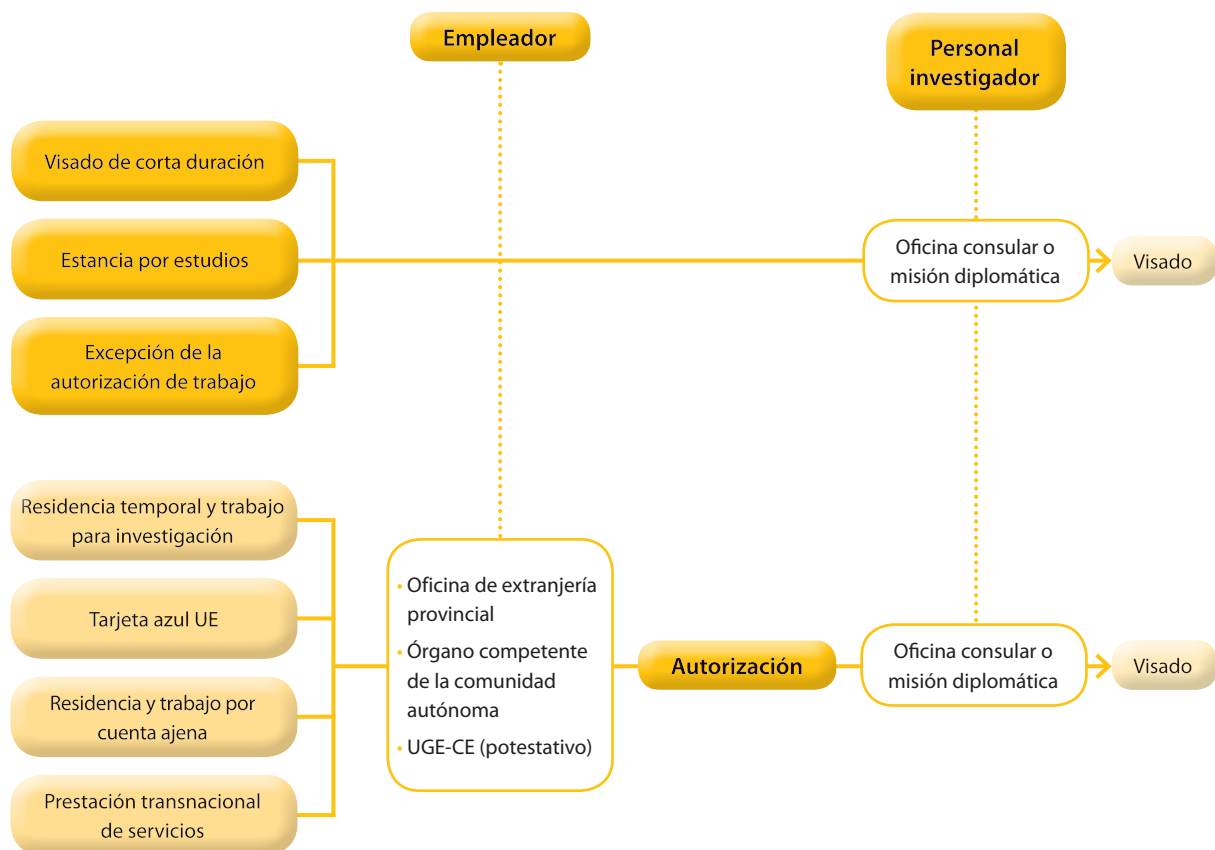 Empleador
Personal
investigador
Visado de corta duración
Estancia por estudios
Excepción de la
autorización de trabajo
Oficina consular o
misión diplomática
Visado
Residencia temporal y trabajo
para investigación
Tarjeta azul UE
Residencia y trabajo por
cuenta ajena
Prestación transnacional
de servicios
• Oficina de extranjería
provincial
• Órgano competente
de la comunidad
autónoma
• UGE-CE (potestativo)
Autorización
Oficina consular o
misión diplomática
Visado